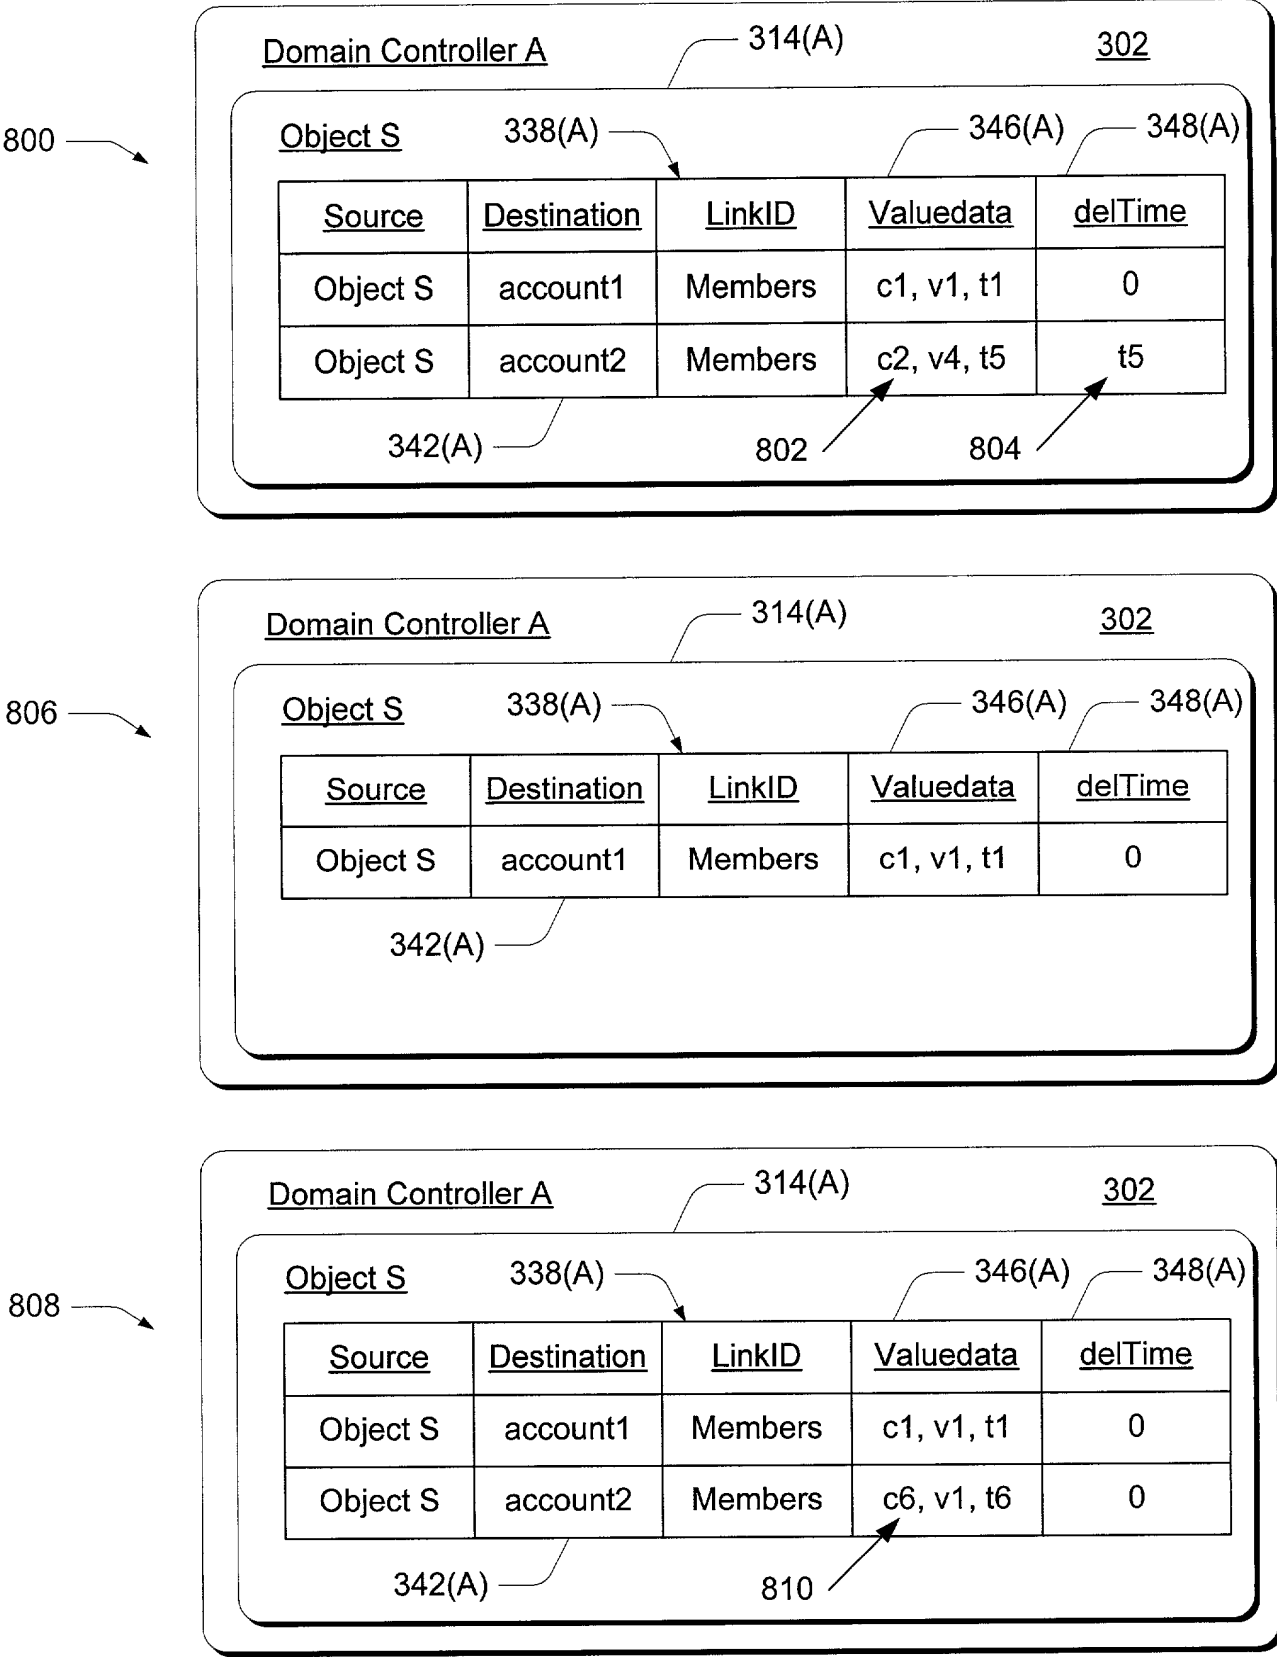 Domain Controller A 314(A) 302
800
Object S 338(A) 346(A) 348(A)
Source Destination LinkID Valuedata delTime
Object S account1 Members c1, v1, t1 0
Object S account2 Members c2, v4, t5 t5
342(A) 802 804
Domain Controller A 314(A) 302
806
Object S 338(A) 346(A) 348(A)
Source Destination LinkID Valuedata delTime
Object S account1 Members c1, v1, t1 0
342(A)
Domain Controller A 314(A) 302
808
Object S 338(A) 346(A) 348(A)
Source Destination LinkID Valuedata delTime
Object S account1 Members c1, v1, t1 0
Object S account2 Members c6, v1, t6 0
342(A) 810